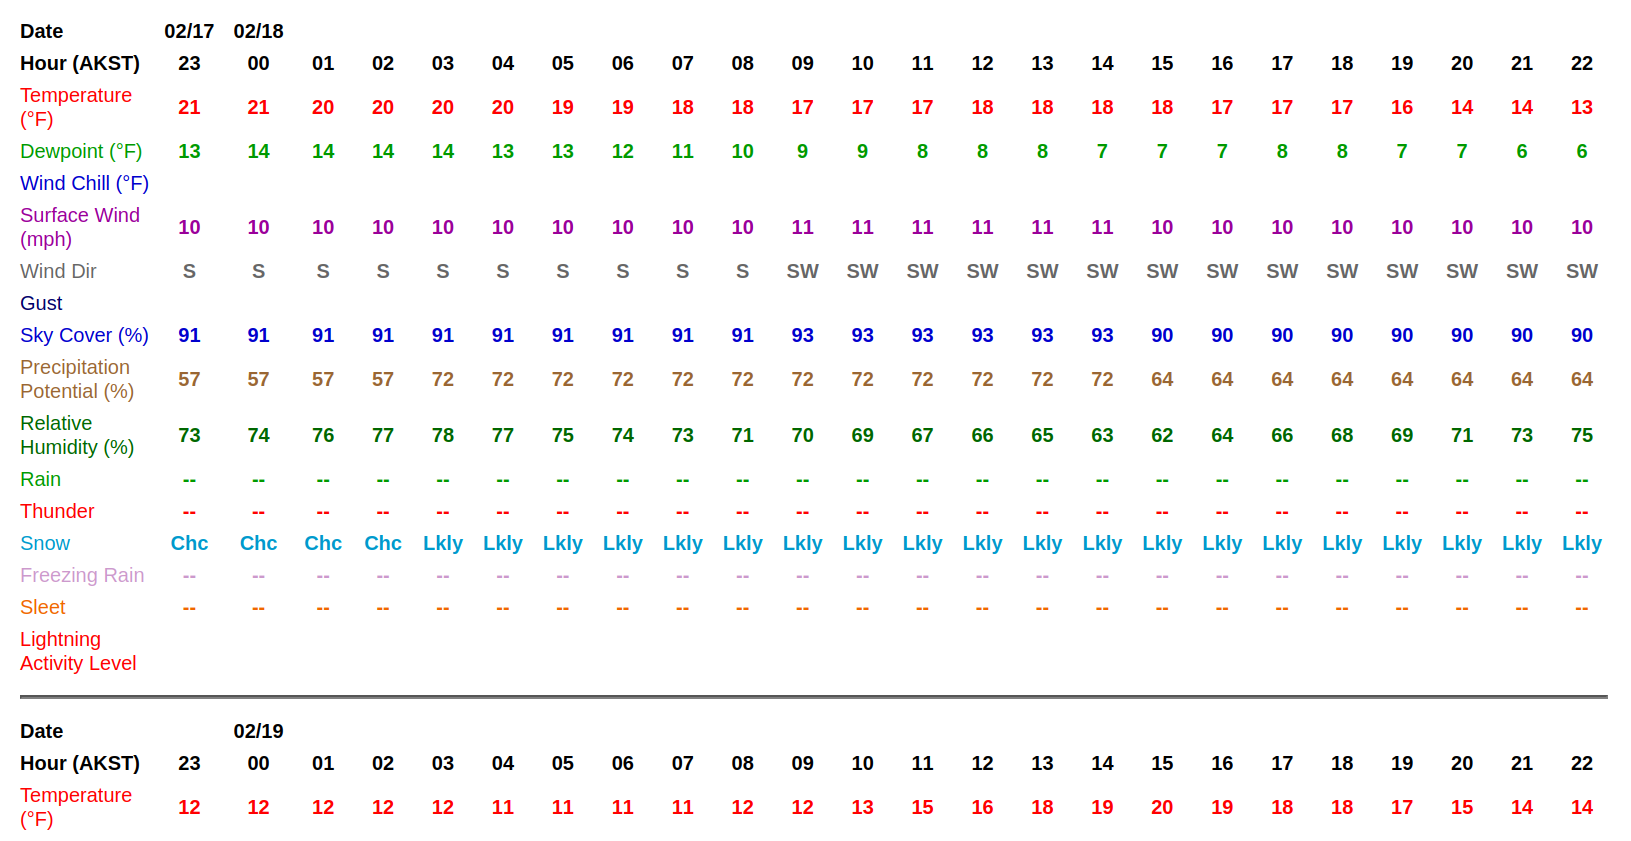 Date 02/17 02/18
Hour (AKST) 23 00 01 02 03 04 05 06 07 08 09 10 11 12 13 14 15 16 17 18 19 20 21 22
Temperature
(°F) 21 21 20 20 20 20 19 19 18 18 17 17 17 18 18 18 18 17 17 17 16 14 14 13
Dewpoint (°F) 13 14 14 14 14 13 13 12 11 10 9 9 8 8 8 7 7 7 8 8 7 7 6 6
Wind Chill (°F)
Surface Wind
(mph) 10 10 10 10 10 10 10 10 10 10 11 11 11 11 11 11 10 10 10 10 10 10 10 10
Wind Dir S S S S S S S S S S SW SW SW SW SW SW SW SW SW SW SW SW SW SW
Gust
Sky Cover (%) 91 91 91 91 91 91 91 91 91 91 93 93 93 93 93 93 90 90 90 90 90 90 90 90
Precipitation
Potential (%) 57 57 57 57 72 72 72 72 72 72 72 72 72 72 72 72 64 64 64 64 64 64 64 64
Relative
Humidity (%) 73 74 76 77 78 77 75 74 73 71 70 69 67 66 65 63 62 64 66 68 69 71 73 75
Rain -- -- -- -- -- -- -- -- -- -- -- -- -- -- -- -- -- -- -- -- -- -- -- --
Thunder -- -- -- -- -- -- -- -- -- -- -- -- -- -- -- -- -- -- -- -- -- -- -- --
Snow Chc Chc Chc Chc Lkly Lkly Lkly Lkly Lkly Lkly Lkly Lkly Lkly Lkly Lkly Lkly Lkly Lkly Lkly Lkly Lkly Lkly Lkly Lkly
Freezing Rain -- -- -- -- -- -- -- -- -- -- -- -- -- -- -- -- -- -- -- -- -- -- -- --
Sleet -- -- -- -- -- -- -- -- -- -- -- -- -- -- -- -- -- -- -- -- -- -- -- --
Lightning
Activity Level
Date 02/19
Hour (AKST) 23 00 01 02 03 04 05 06 07 08 09 10 11 12 13 14 15 16 17 18 19 20 21 22
Temperature
(°F) 12 12 12 12 12 11 11 11 11 12 12 13 15 16 18 19 20 19 18 18 17 15 14 14